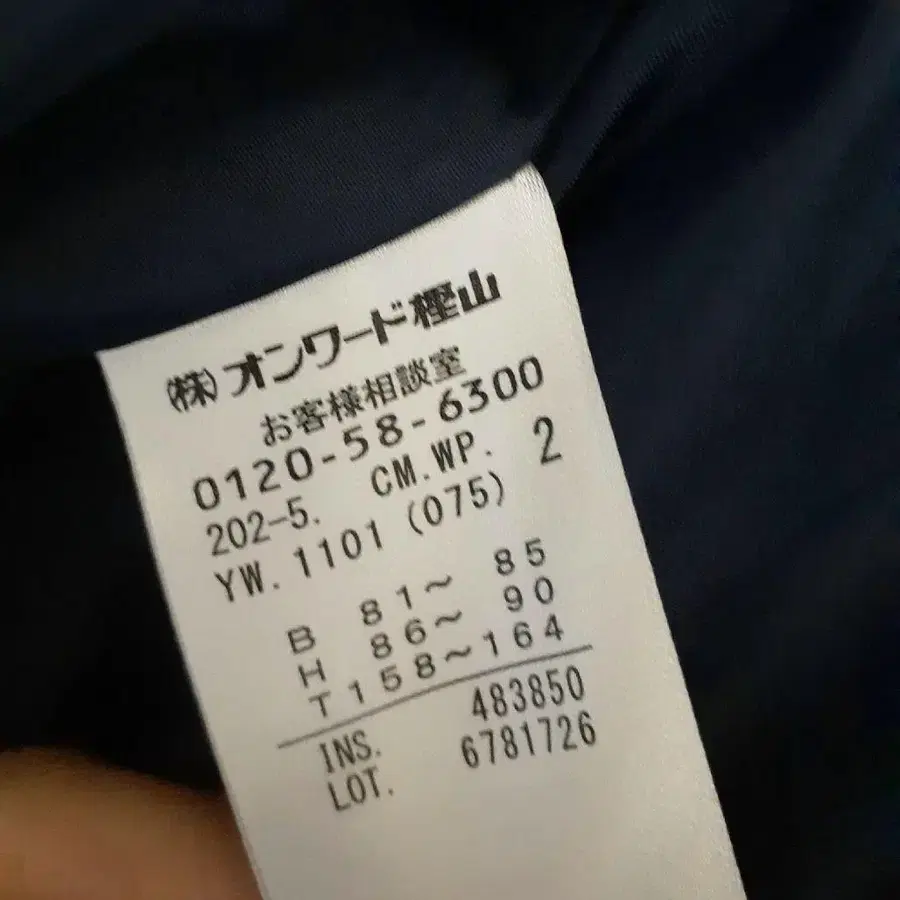 ㈱オンワード樫山
お客様相談室
0120-58-6300
202-5. CM.WP. 2
YW. 1101 (075)
B 81~ 85
H 86~ 90
T 158~164
INS. 483850
LOT. 6781726